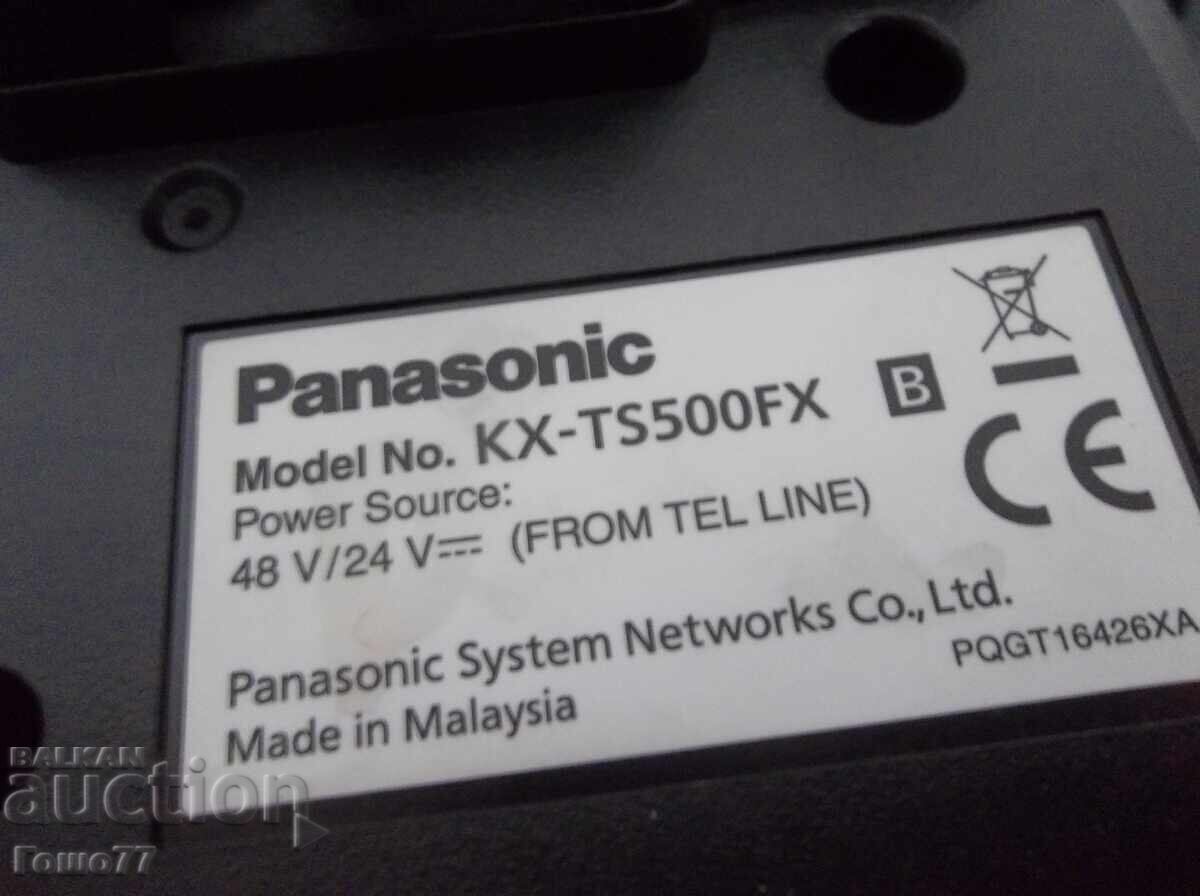 Panasonic
Model No. KX-TS500FX B
Power Source:
48 V/24 V⎓ (FROM TEL LINE)
CE
Panasonic System Networks Co., Ltd.
Made in Malaysia
PQGT16426XA
BALKAN
auction
Гошо77